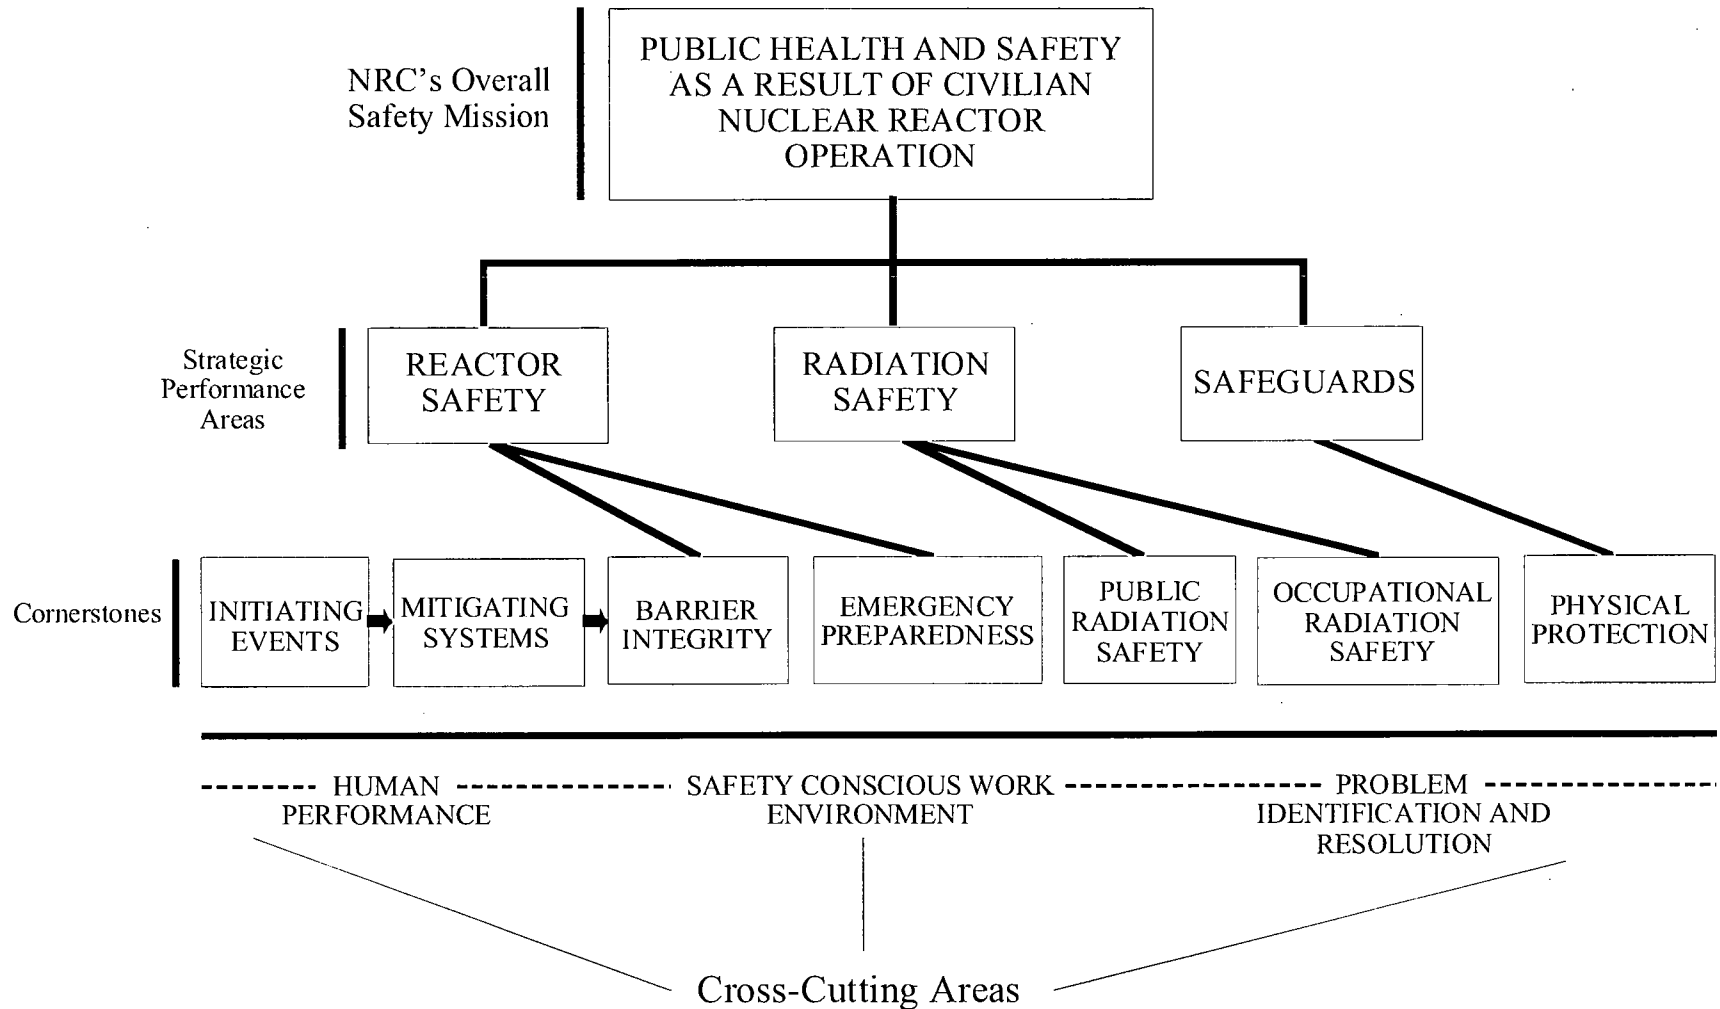 NRC's Overall
Safety Mission
PUBLIC HEALTH AND SAFETY
AS A RESULT OF CIVILIAN
NUCLEAR REACTOR
OPERATION
Strategic
Performance
Areas
REACTOR
SAFETY
RADIATION
SAFETY
SAFEGUARDS
Cornerstones
INITIATING
EVENTS
MITIGATING
SYSTEMS
BARRIER
INTEGRITY
EMERGENCY
PREPAREDNESS
PUBLIC
RADIATION
SAFETY
OCCUPATIONAL
RADIATION
SAFETY
PHYSICAL
PROTECTION
HUMAN
PERFORMANCE
SAFETY CONSCIOUS WORK
ENVIRONMENT
PROBLEM
IDENTIFICATION AND
RESOLUTION
Cross-Cutting Areas